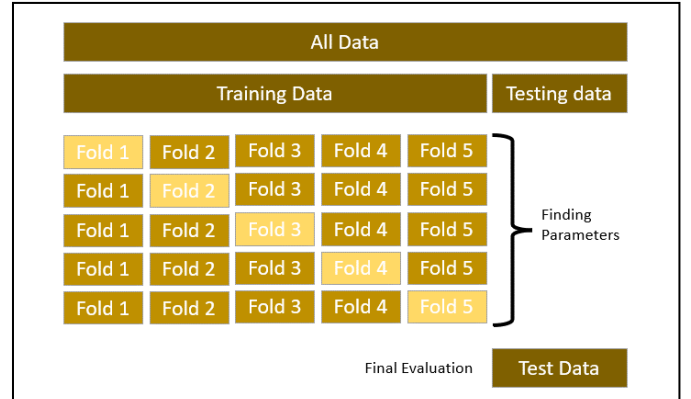 All Data
Training Data Testing data
Fold 1 Fold 2 Fold 3 Fold 4 Fold 5
Fold 1 Fold 2 Fold 3 Fold 4 Fold 5
Fold 1 Fold 2 Fold 3 Fold 4 Fold 5
Fold 1 Fold 2 Fold 3 Fold 4 Fold 5
Fold 1 Fold 2 Fold 3 Fold 4 Fold 5
Finding
Parameters
Final Evaluation Test Data